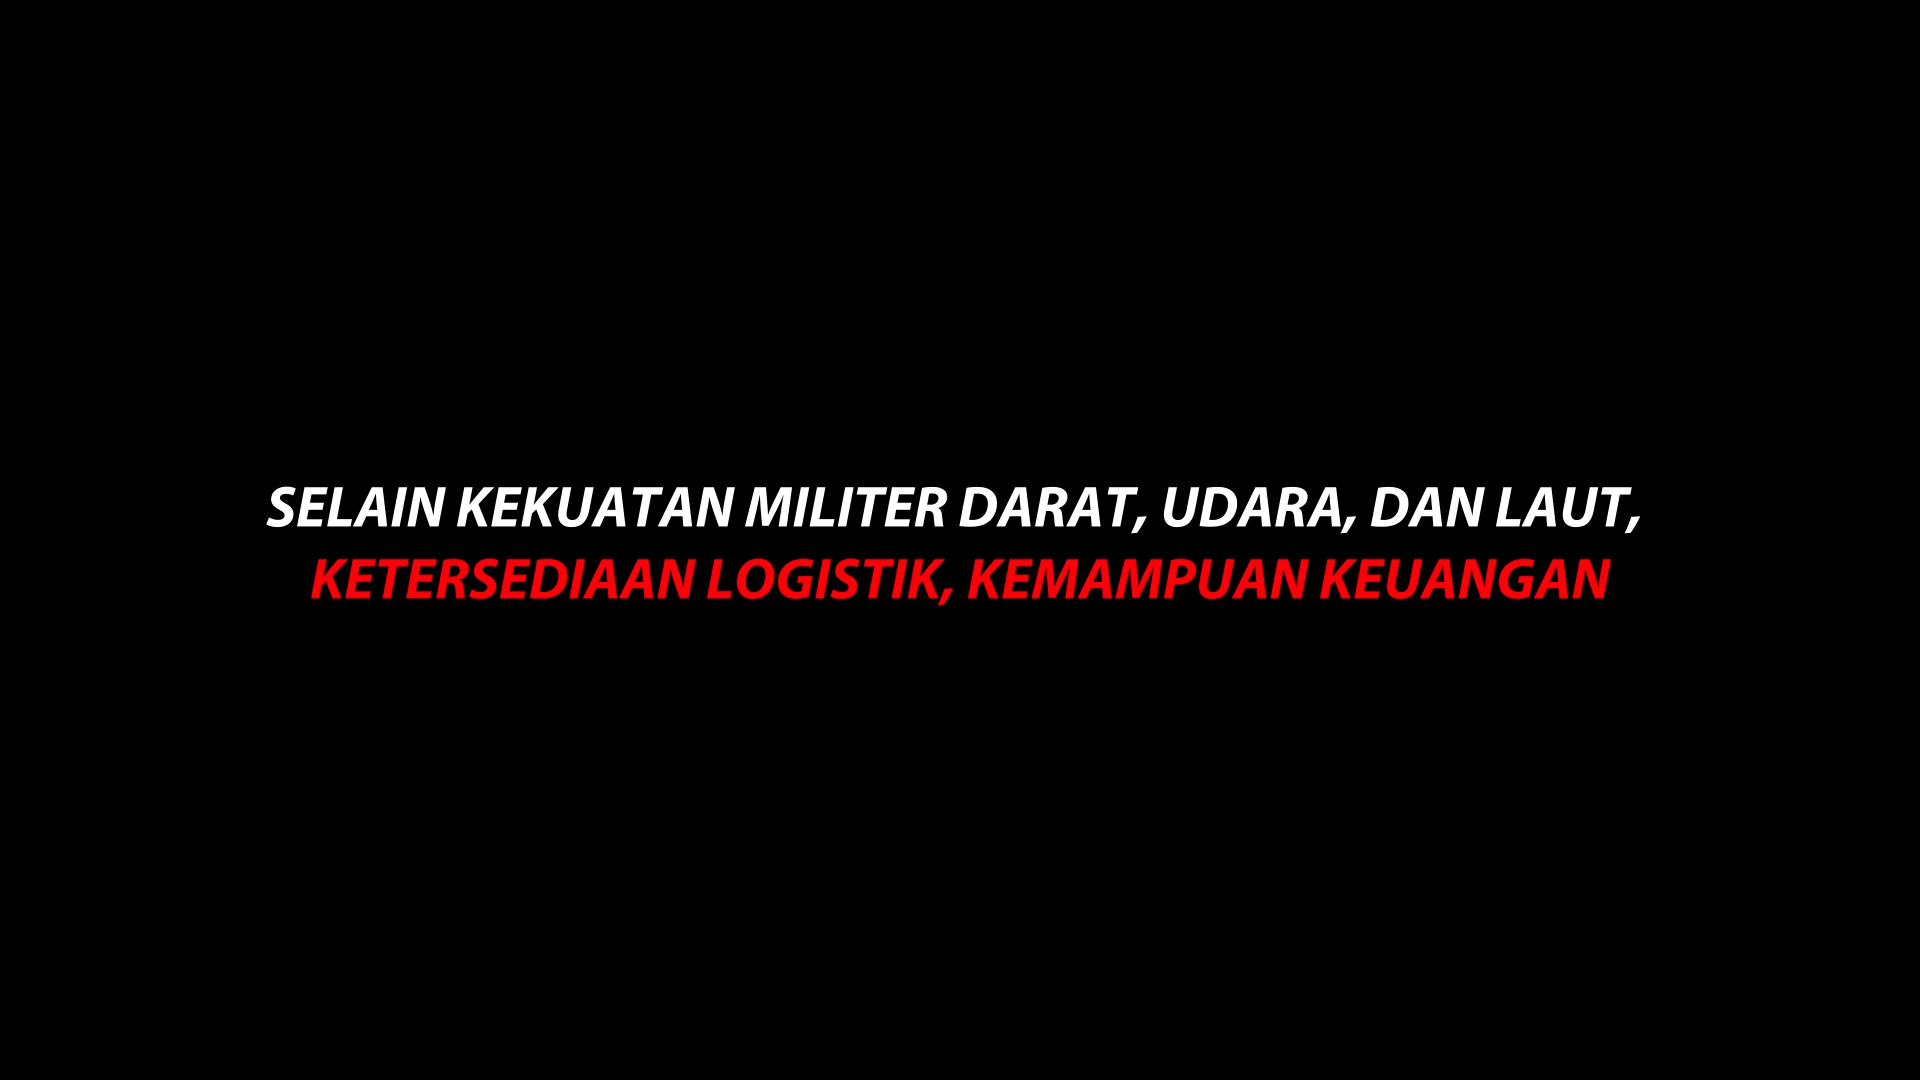 SELAIN KEKUATAN MILITER DARAT, UDARA, DAN LAUT,
KETERSEDIAAN LOGISTIK, KEMAMPUAN KEUANGAN